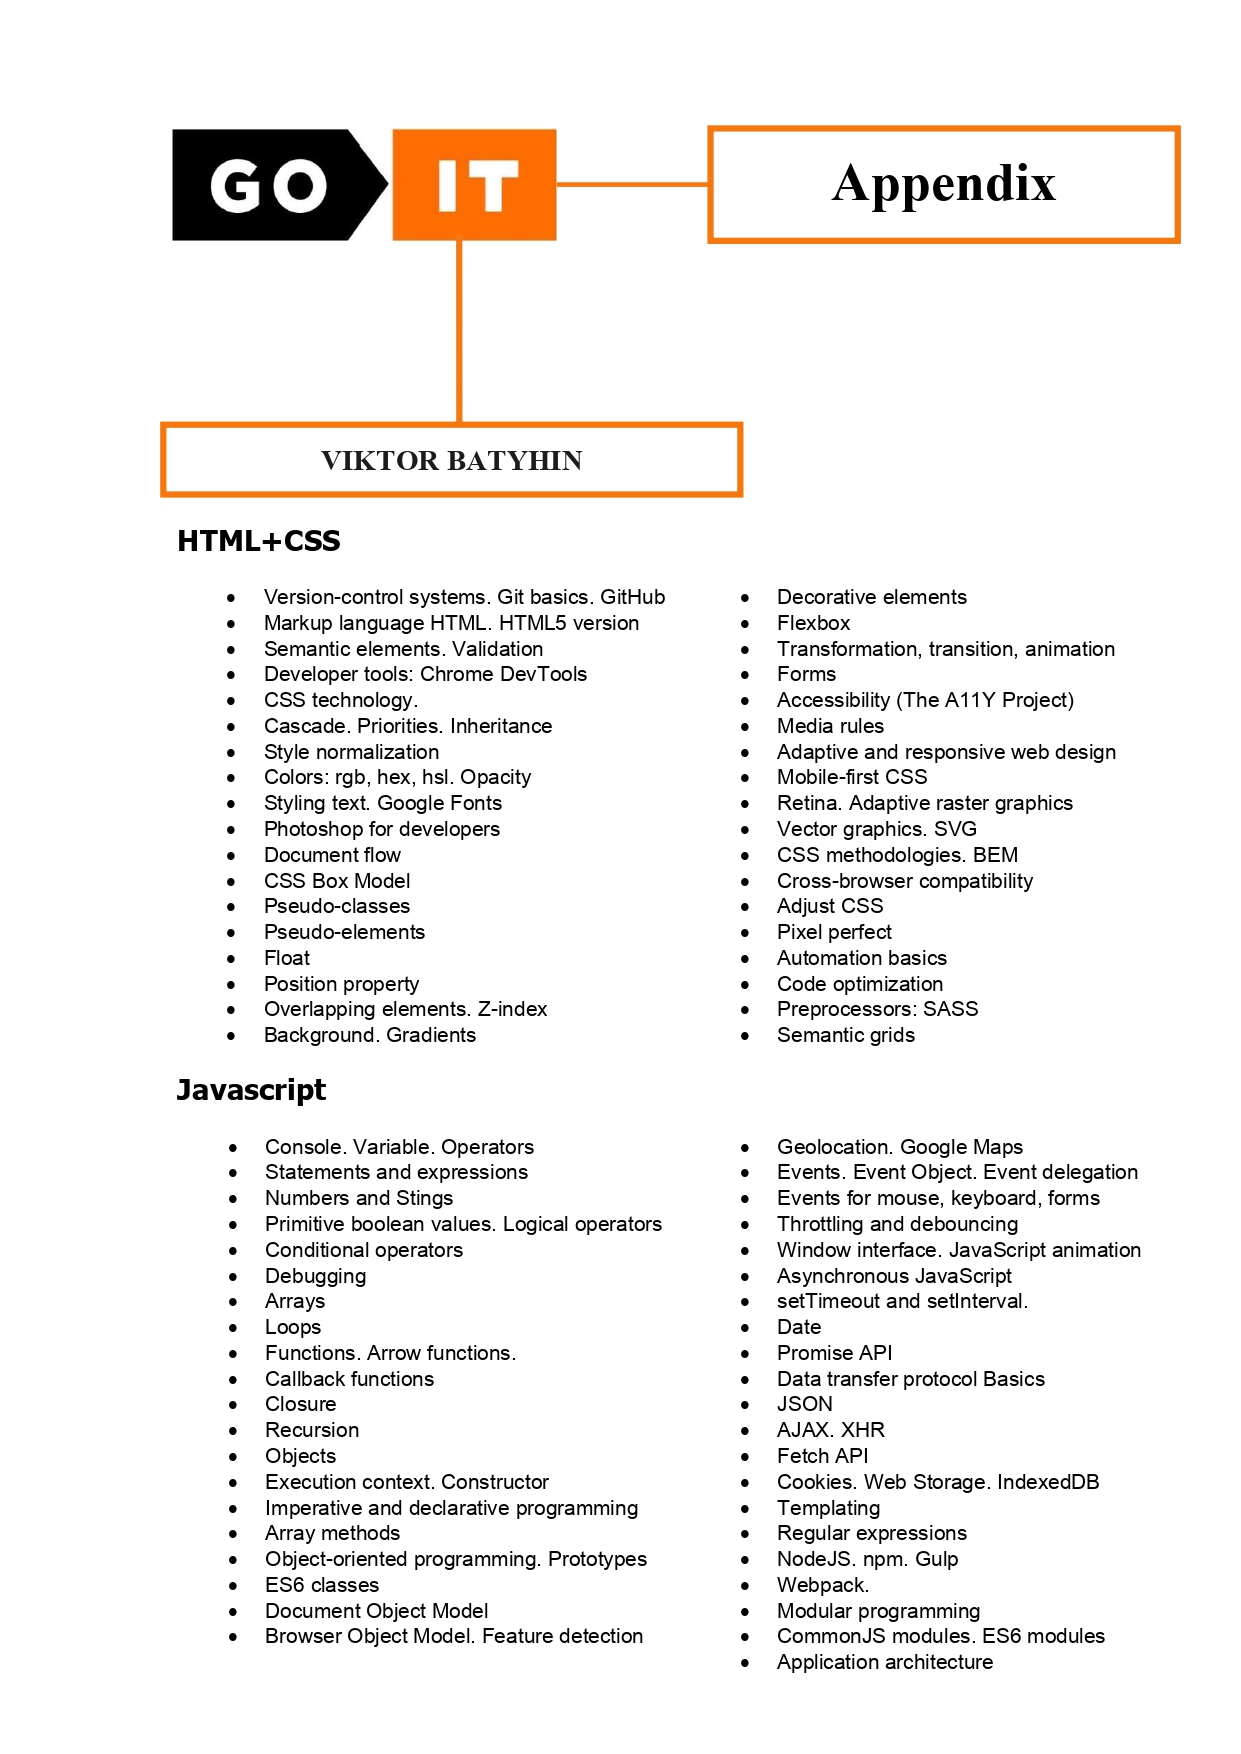 GO IT
Appendix
VIKTOR BATYHIN
HTML+CSS
• Version-control systems. Git basics. GitHub
• Markup language HTML. HTML5 version
• Semantic elements. Validation
• Developer tools: Chrome DevTools
• CSS technology.
• Cascade. Priorities. Inheritance
• Style normalization
• Colors: rgb, hex, hsl. Opacity
• Styling text. Google Fonts
• Photoshop for developers
• Document flow
• CSS Box Model
• Pseudo-classes
• Pseudo-elements
• Float
• Position property
• Overlapping elements. Z-index
• Background. Gradients
• Decorative elements
• Flexbox
• Transformation, transition, animation
• Forms
• Accessibility (The A11Y Project)
• Media rules
• Adaptive and responsive web design
• Mobile-first CSS
• Retina. Adaptive raster graphics
• Vector graphics. SVG
• CSS methodologies. BEM
• Cross-browser compatibility
• Adjust CSS
• Pixel perfect
• Automation basics
• Code optimization
• Preprocessors: SASS
• Semantic grids
Javascript
• Console. Variable. Operators
• Statements and expressions
• Numbers and Stings
• Primitive boolean values. Logical operators
• Conditional operators
• Debugging
• Arrays
• Loops
• Functions. Arrow functions.
• Callback functions
• Closure
• Recursion
• Objects
• Execution context. Constructor
• Imperative and declarative programming
• Array methods
• Object-oriented programming. Prototypes
• ES6 classes
• Document Object Model
• Browser Object Model. Feature detection
• Geolocation. Google Maps
• Events. Event Object. Event delegation
• Events for mouse, keyboard, forms
• Throttling and debouncing
• Window interface. JavaScript animation
• Asynchronous JavaScript
• setTimeout and setInterval.
• Date
• Promise API
• Data transfer protocol Basics
• JSON
• AJAX. XHR
• Fetch API
• Cookies. Web Storage. IndexedDB
• Templating
• Regular expressions
• NodeJS. npm. Gulp
• Webpack.
• Modular programming
• CommonJS modules. ES6 modules
• Application architecture